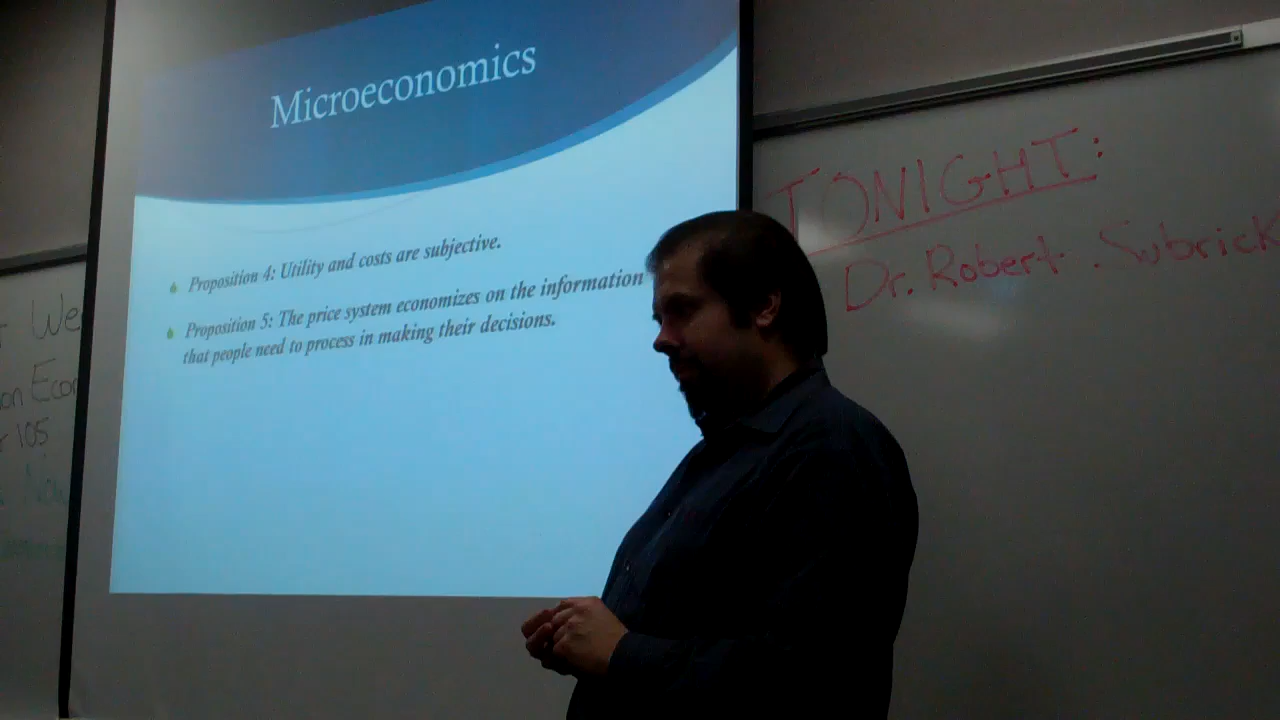 Microeconomics
Proposition 4: Utility and costs are subjective.
Proposition 5: The price system economizes on the information
that people need to process in making their decisions.
TONIGHT:
Dr. Robert Subrick
We
on Econ
105